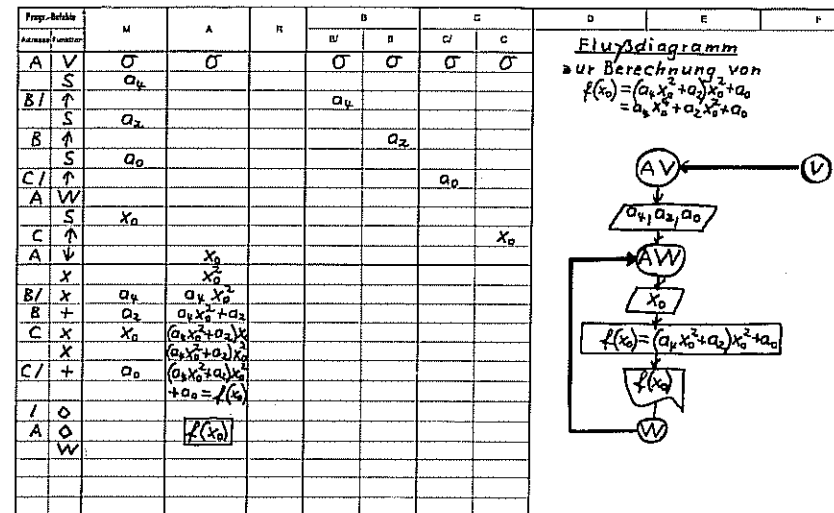 Progr.-Befehle M A R B C D E F
Adresse Funktion B/ B C/ C
A V σ σ σ σ σ σ
S a₄
B/ ↑ a₄
S a₂
B ↑ a₂
S a₀
C/ ↑ a₀
A W
S x₀
C ↑ x₀
A ↓ x₀
x x₀²
B/ x a₄ a₄x₀²
B + a₂ a₄x₀²+a₂
C x x₀ (a₄x₀²+a₂)x₀
x (a₄x₀²+a₂)x₀²
C/ + a₀ (a₄x₀²+a₂)x₀²
+a₀=f(x₀)
/ ◇
A ◇ f(x₀)
W
Flußdiagramm
zur Berechnung von
f(x₀)=(a₄x₀²+a₂)x₀²+a₀
=a₄x₀⁴+a₂x₀²+a₀
AV V
a₄, a₂, a₀
AW
x₀
f(x₀)=(a₄x₀²+a₂)x₀²+a₀
f(x₀)
W